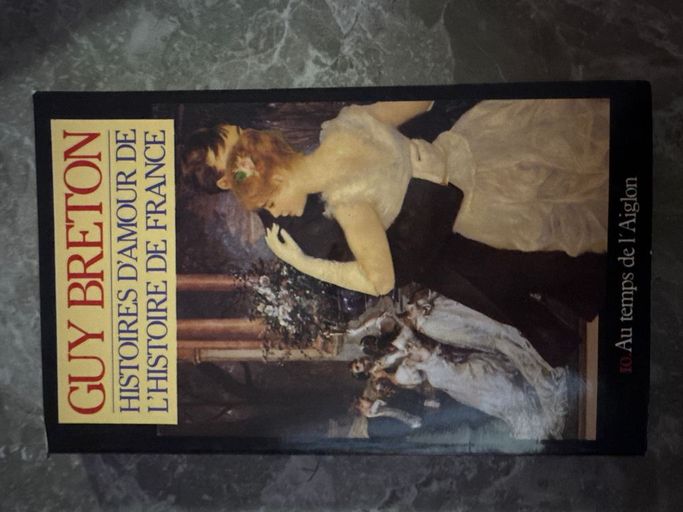 GUY BRETON
HISTOIRES D'AMOUR DE
L'HISTOIRE DE FRANCE
10. Au temps de l'Aiglon